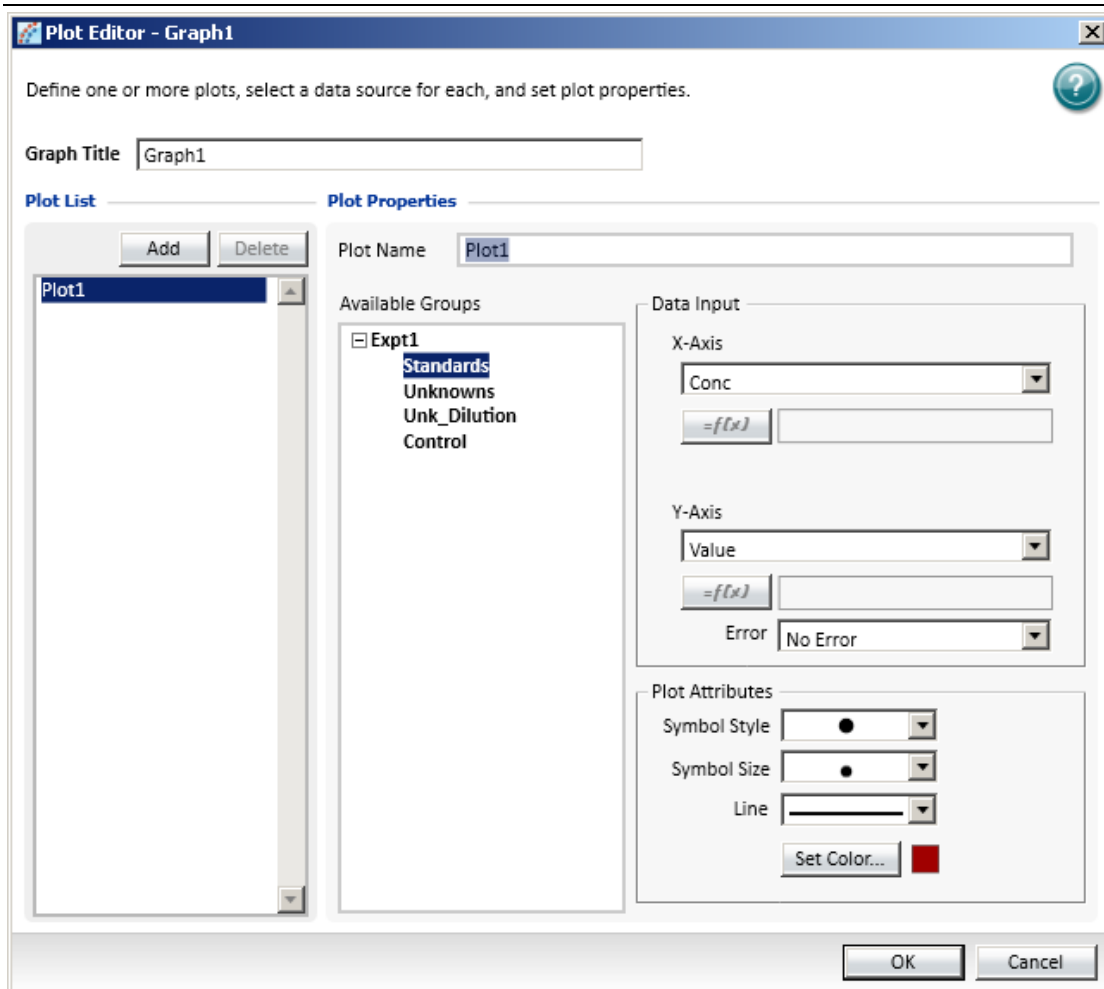 Plot Editor - Graph1
Define one or more plots, select a data source for each, and set plot properties.
?
Graph Title Graph1
Plot List
Add Delete
Plot1
Plot Properties
Plot Name Plot1
Available Groups
Expt1
Standards
Unknowns
Unk_Dilution
Control
Data Input
X-Axis
Conc
=f(x)
Y-Axis
Value
=f(x)
Error No Error
Plot Attributes
Symbol Style
Symbol Size
Line
Set Color...
OK Cancel